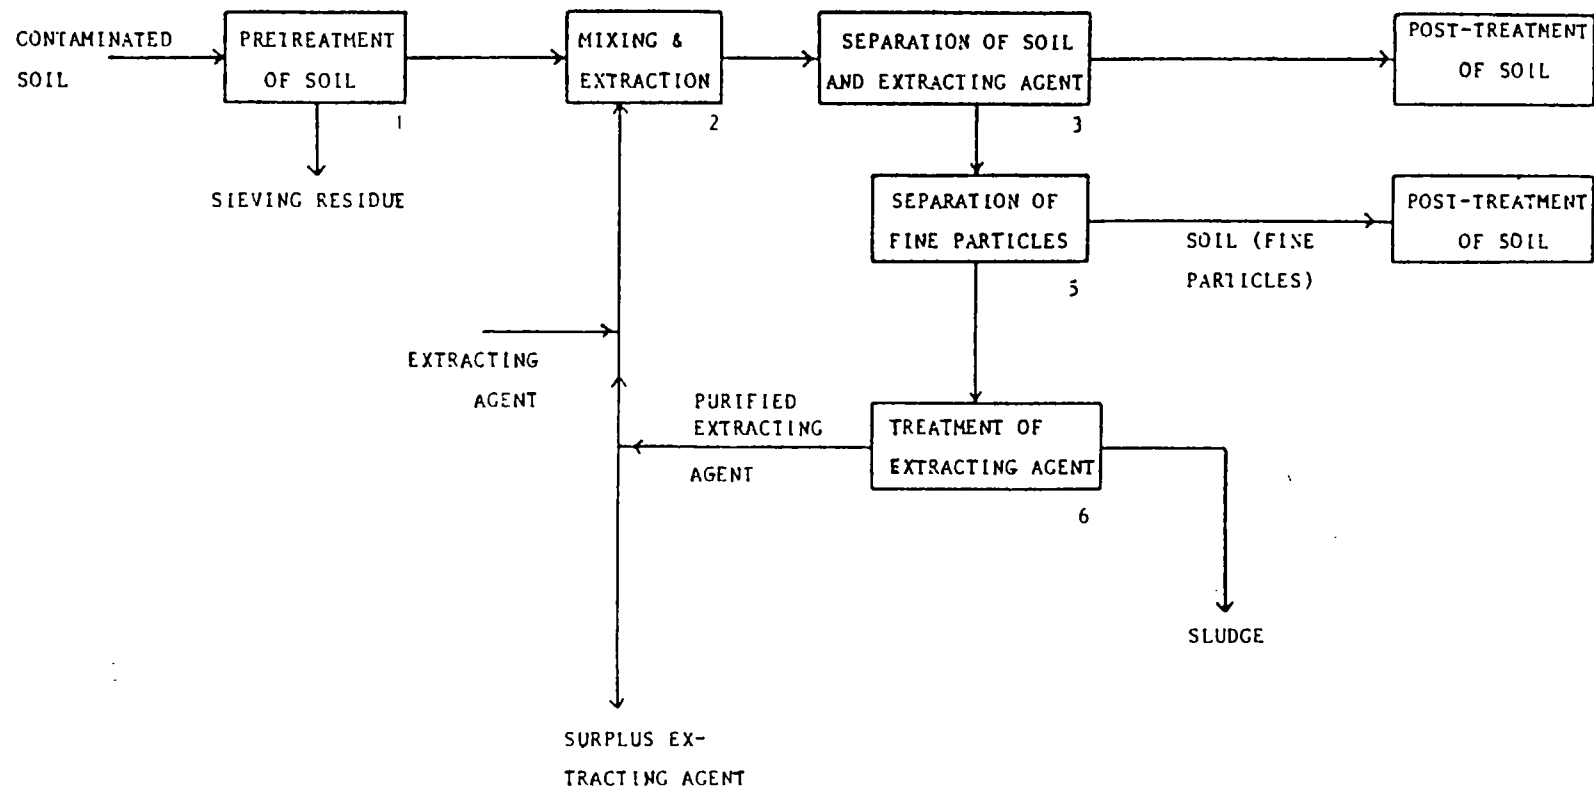 CONTAMINATED
SOIL
PRETREATMENT
OF SOIL
1
SIEVING RESIDUE
MIXING &
EXTRACTION
2
SEPARATION OF SOIL
AND EXTRACTING AGENT
3
POST-TREATMENT
OF SOIL
SEPARATION OF
FINE PARTICLES
5
SOIL (FINE
PARTICLES)
POST-TREATMENT
OF SOIL
EXTRACTING
AGENT
PURIFIED
EXTRACTING
AGENT
TREATMENT OF
EXTRACTING AGENT
6
SLUDGE
SURPLUS EX-
TRACTING AGENT